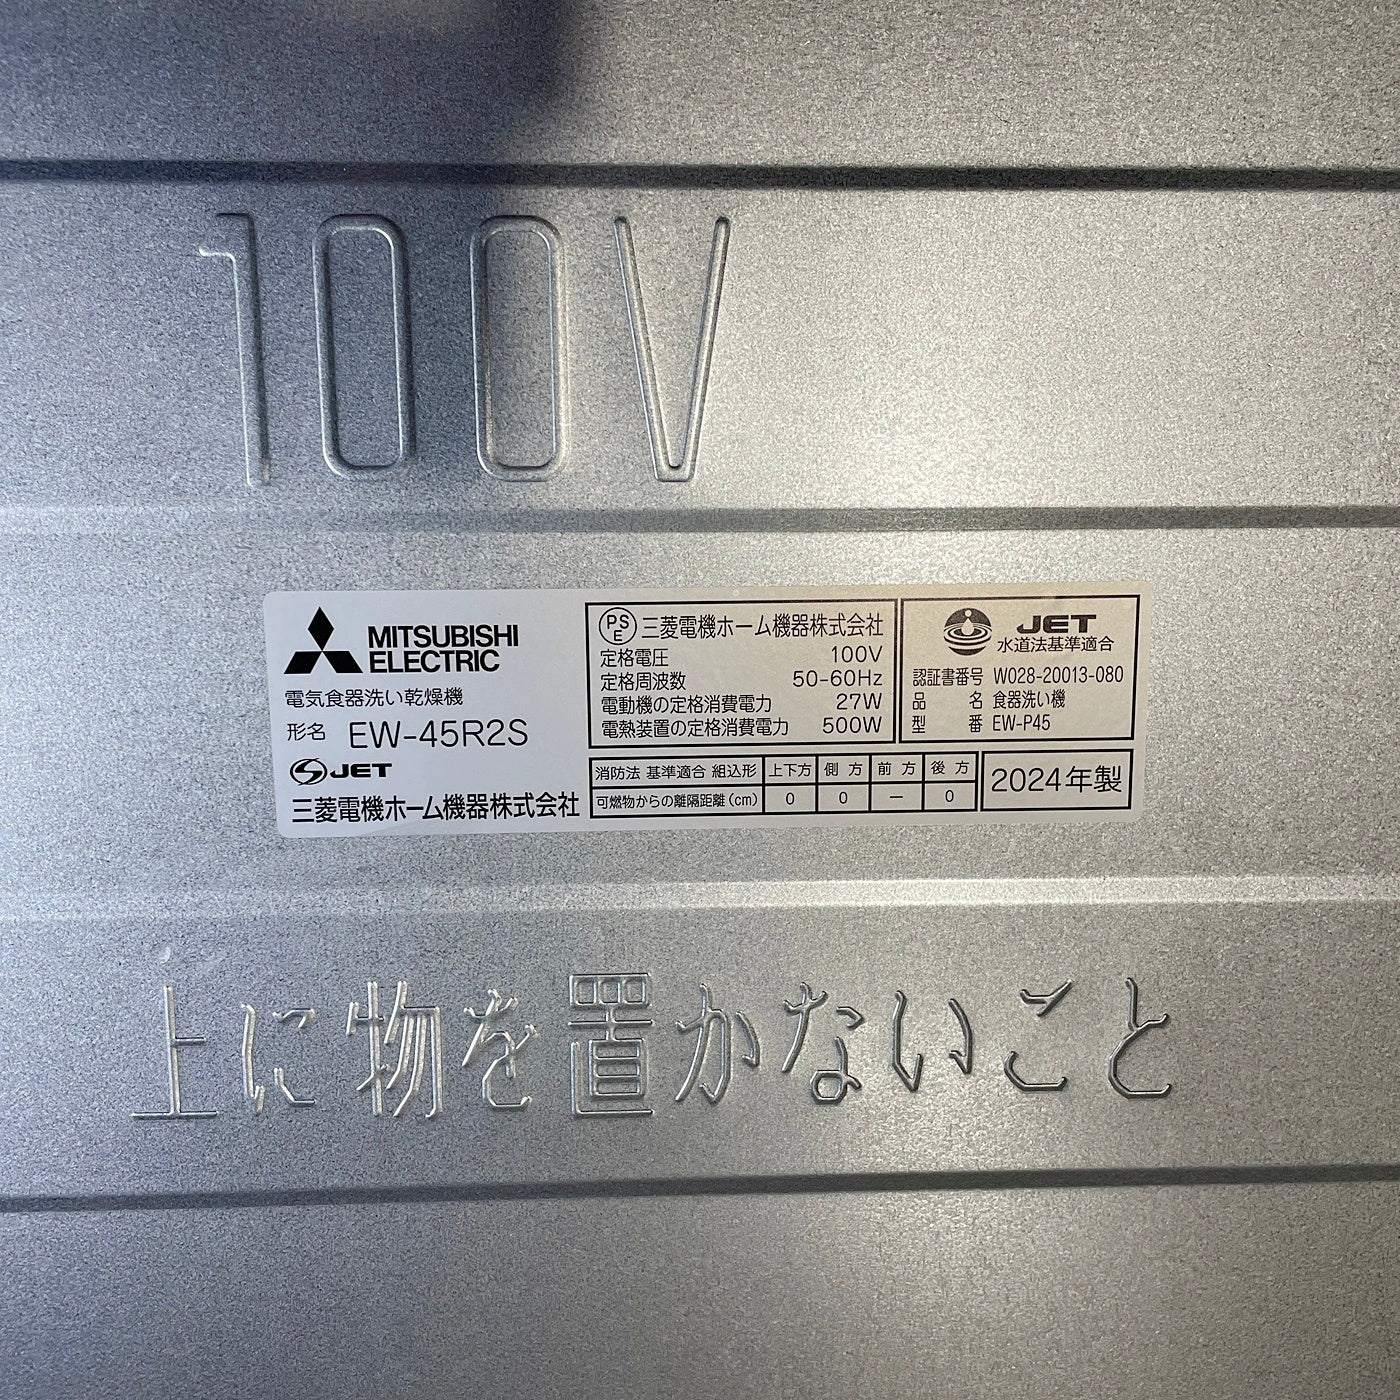 100V
MITSUBISHI
ELECTRIC
電気食器洗い乾燥機
形名 EW-45R2S
JET
三菱電機ホーム機器株式会社
PS
E
三菱電機ホーム機器株式会社
定格電圧 100V
定格周波数 50-60Hz
電動機の定格消費電力 27W
電熱装置の定格消費電力 500W
JET
水道法基準適合
認証書番号 W028-20013-080
品名 食器洗い機
型番 EW-P45
消防法 基準適合 組込形 上下方 側方 前方 後方
可燃物からの離隔距離(cm) 0 0 － 0
2024年製
上に物を置かないこと